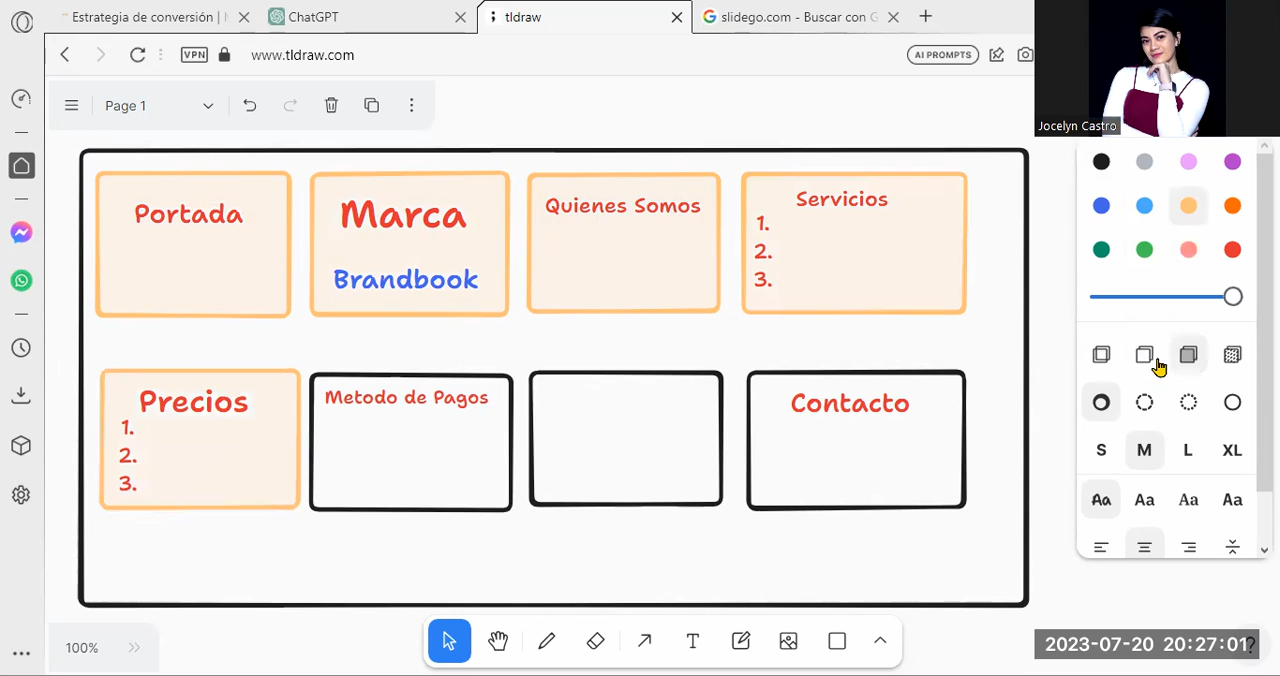 Estrategia de conversión |
ChatGPT
tldraw
slidego.com - Buscar con G
VPN
www.tldraw.com
AI PROMPTS
Page 1
Jocelyn Castro
Portada
Marca
Brandbook
Quienes Somos
Servicios
1.
2.
3.
Precios
1.
2.
3.
Metodo de Pagos
Contacto
S M L XL
Aa Aa Aa Aa
100%
T
2023-07-20 20:27:01
?